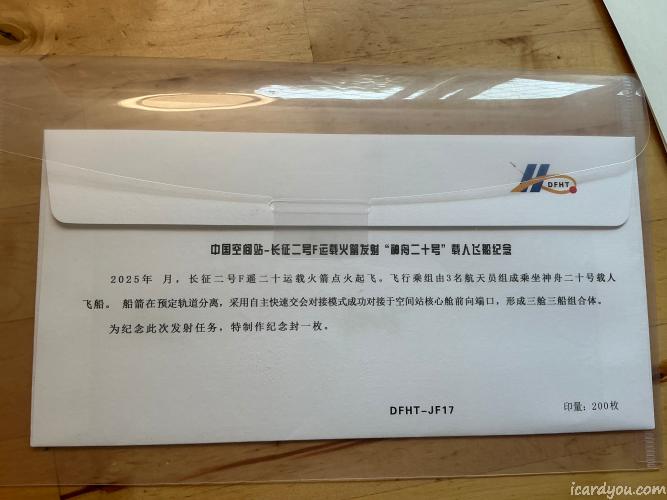 DFHT
中国空间站-长征二号F运载火箭发射“神舟二十号”载人飞船纪念
2025年 月，长征二号F遥二十运载火箭点火起飞。飞行乘组由3名航天员组成乘坐神舟二十号载人
飞船。 船箭在预定轨道分离，采用自主快速交会对接模式成功对接于空间站核心舱前向端口，形成三舱三船组合体。
为纪念此次发射任务，特制作纪念封一枚。
DFHT-JF17
印量：200枚
icardyou.com